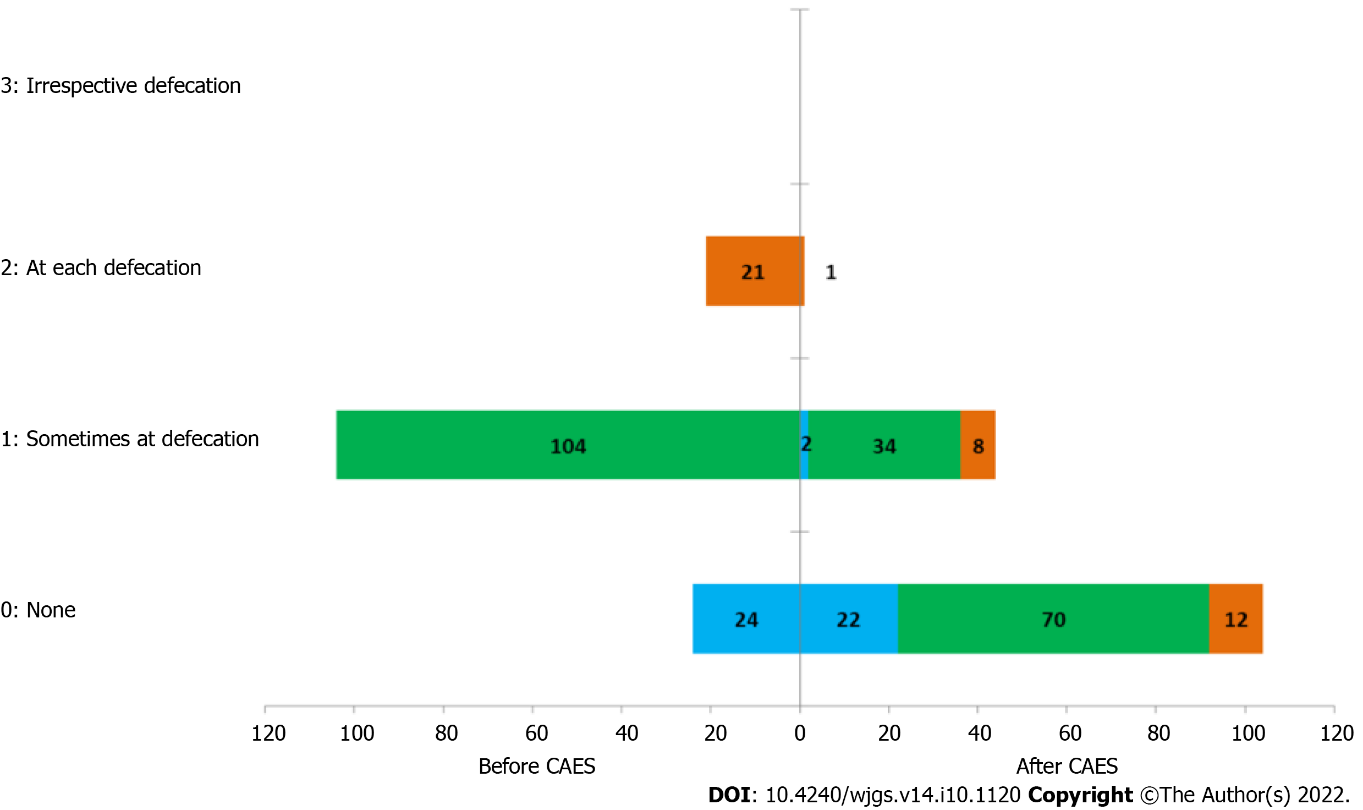 3: Irrespective defecation
2: At each defecation
21 1
1: Sometimes at defecation
104 2 34 8
0: None
24 22 70 12
120 100 80 60 40 20 0 20 40 60 80 100 120
Before CAES After CAES
DOI: 10.4240/wjgs.v14.i10.1120 Copyright ©The Author(s) 2022.